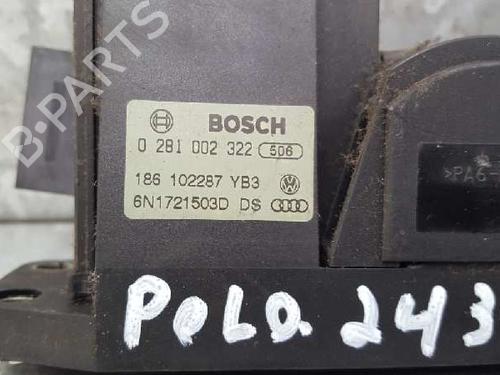 B-PARTS
BOSCH
0 281 002 322 506
186 102287 YB3
6N1721503D DS
>PA6-
POLO. 243